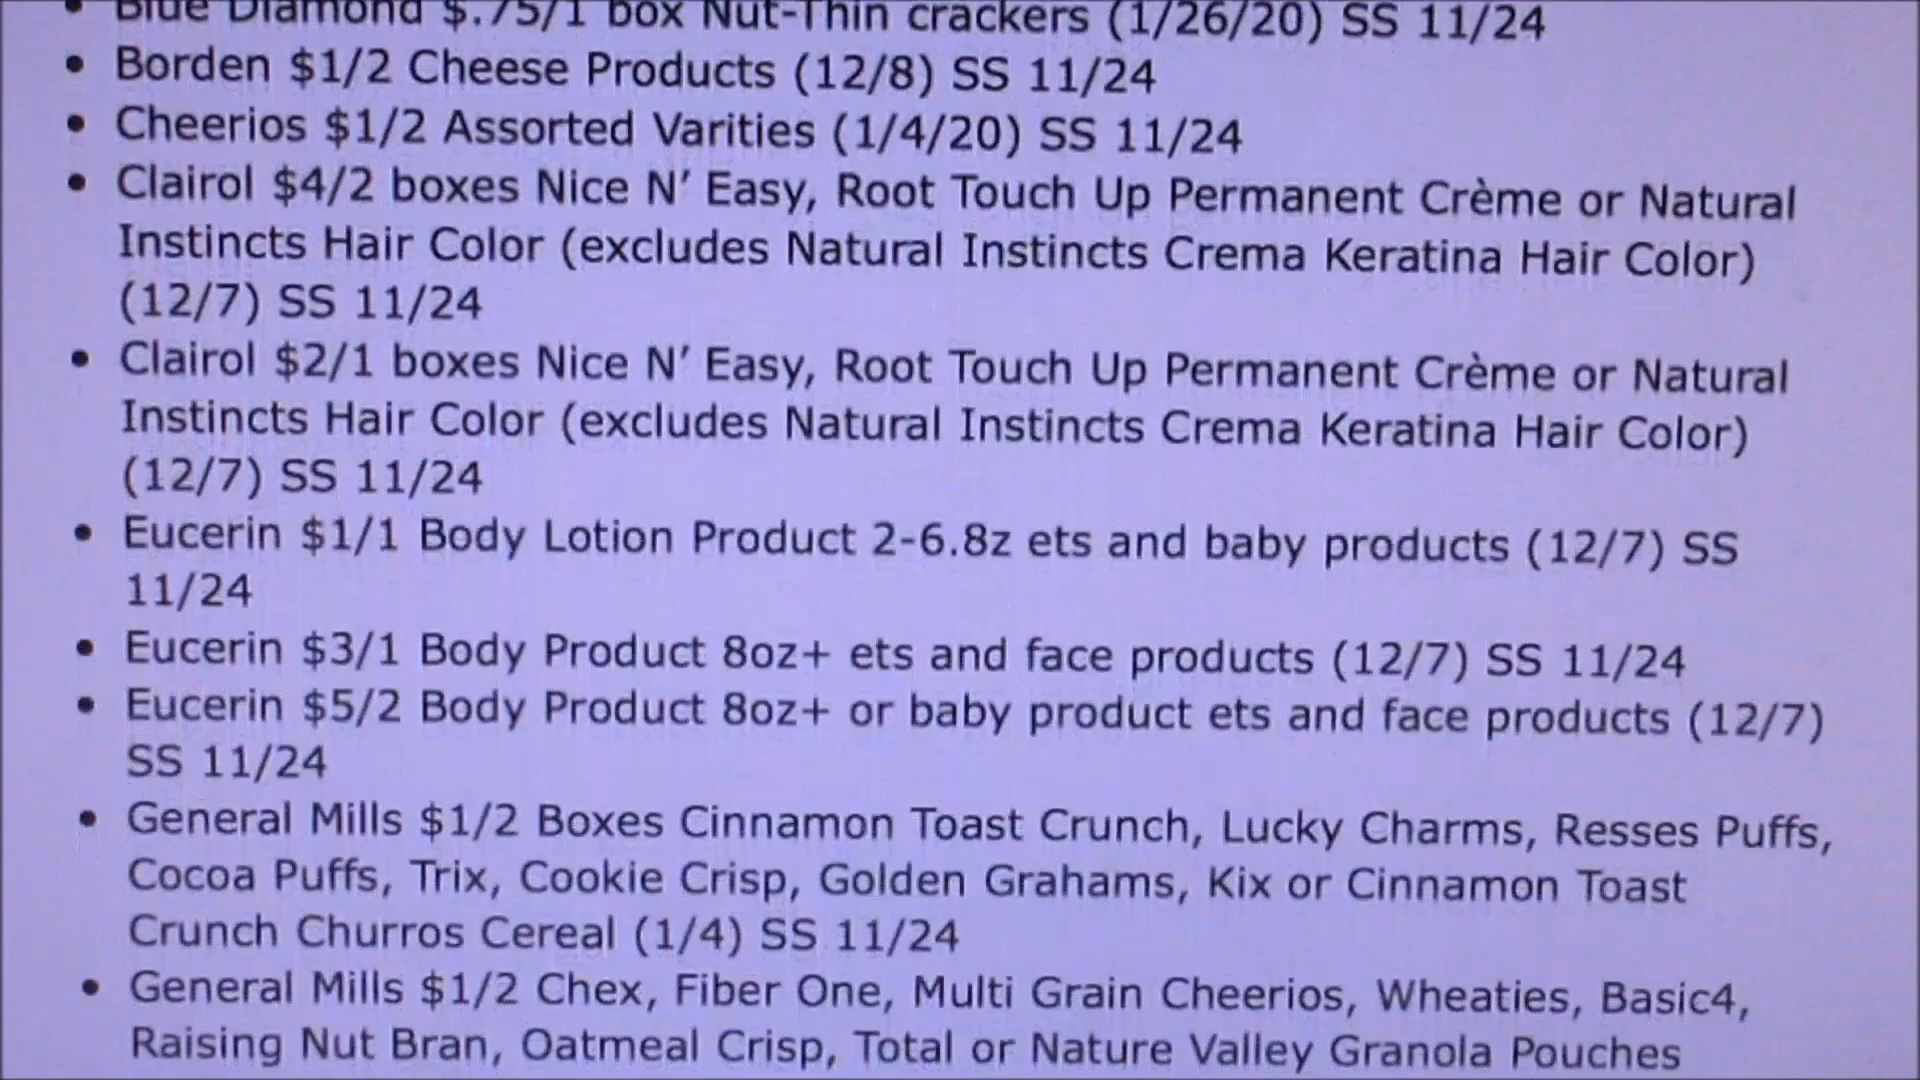 Blue Diamond $.75/1 box Nut-Thin crackers (1/26/20) SS 11/24
Borden $1/2 Cheese Products (12/8) SS 11/24
Cheerios $1/2 Assorted Varities (1/4/20) SS 11/24
Clairol $4/2 boxes Nice N’ Easy, Root Touch Up Permanent Crème or Natural
Instincts Hair Color (excludes Natural Instincts Crema Keratina Hair Color)
(12/7) SS 11/24
Clairol $2/1 boxes Nice N’ Easy, Root Touch Up Permanent Crème or Natural
Instincts Hair Color (excludes Natural Instincts Crema Keratina Hair Color)
(12/7) SS 11/24
Eucerin $1/1 Body Lotion Product 2-6.8z ets and baby products (12/7) SS
11/24
Eucerin $3/1 Body Product 8oz+ ets and face products (12/7) SS 11/24
Eucerin $5/2 Body Product 8oz+ or baby product ets and face products (12/7)
SS 11/24
General Mills $1/2 Boxes Cinnamon Toast Crunch, Lucky Charms, Resses Puffs,
Cocoa Puffs, Trix, Cookie Crisp, Golden Grahams, Kix or Cinnamon Toast
Crunch Churros Cereal (1/4) SS 11/24
General Mills $1/2 Chex, Fiber One, Multi Grain Cheerios, Wheaties, Basic4,
Raising Nut Bran, Oatmeal Crisp, Total or Nature Valley Granola Pouches